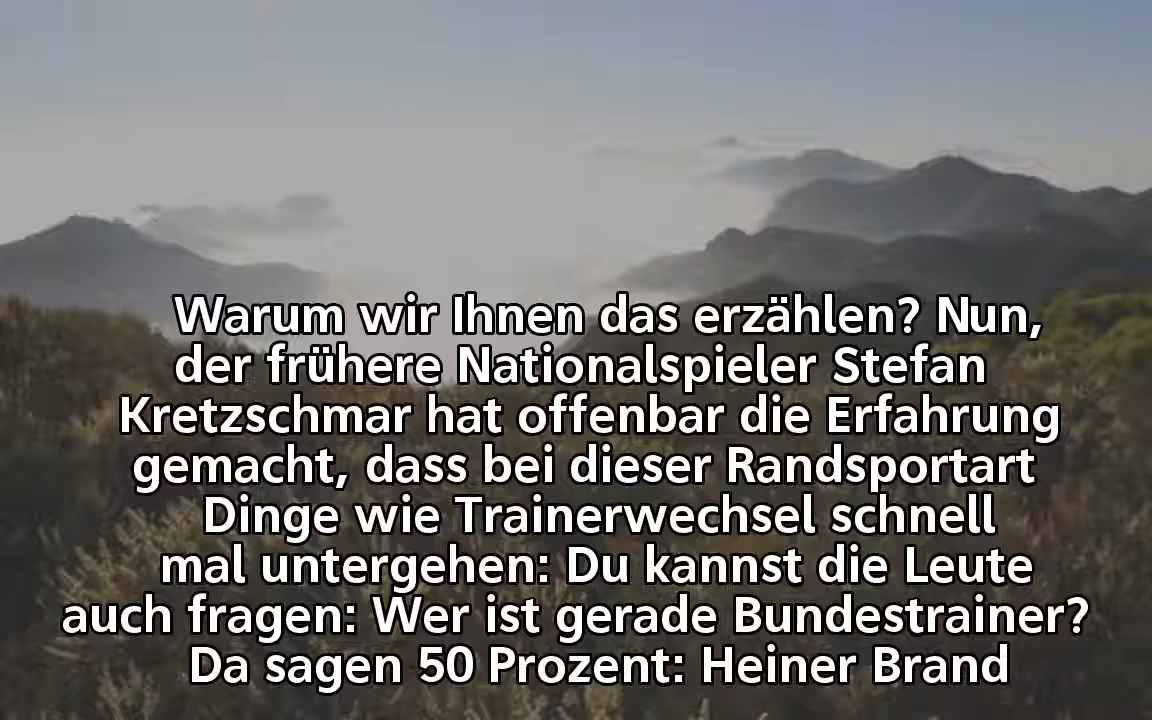 Warum wir Ihnen das erzählen? Nun,
der frühere Nationalspieler Stefan
Kretzschmar hat offenbar die Erfahrung
gemacht, dass bei dieser Randsportart
Dinge wie Trainerwechsel schnell
mal untergehen: Du kannst die Leute
auch fragen: Wer ist gerade Bundestrainer?
Da sagen 50 Prozent: Heiner Brand